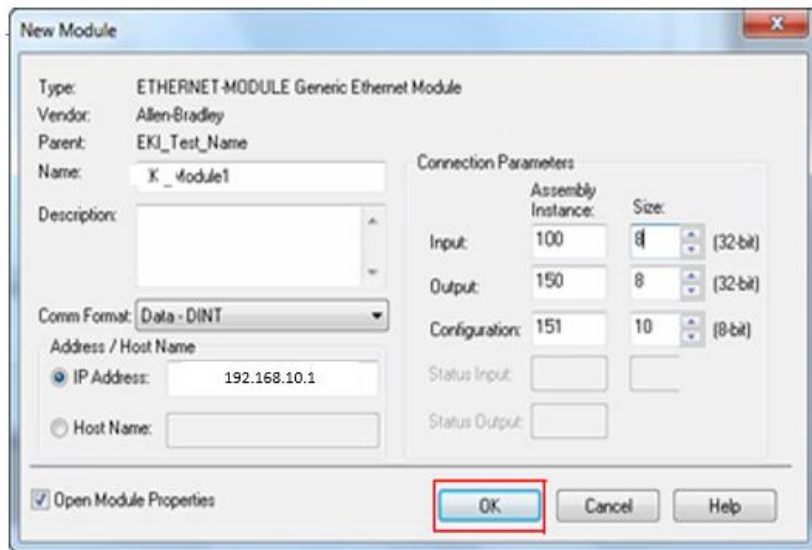 New Module
Type: ETHERNET-MODULE Generic Ethernet Module
Vendor: Allen-Bradley
Parent: EKI_Test_Name
Name:
Description:
Comm Format: Data - DINT
Address / Host Name
IP Address: 192.168.10.1
Host Name:
Open Module Properties
Connection Parameters
Assembly Instance: Size:
Input: 100 8 (32-bit)
Output: 150 8 (32-bit)
Configuration: 151 10 (8-bit)
Status Input:
Status Output:
OK Cancel Help